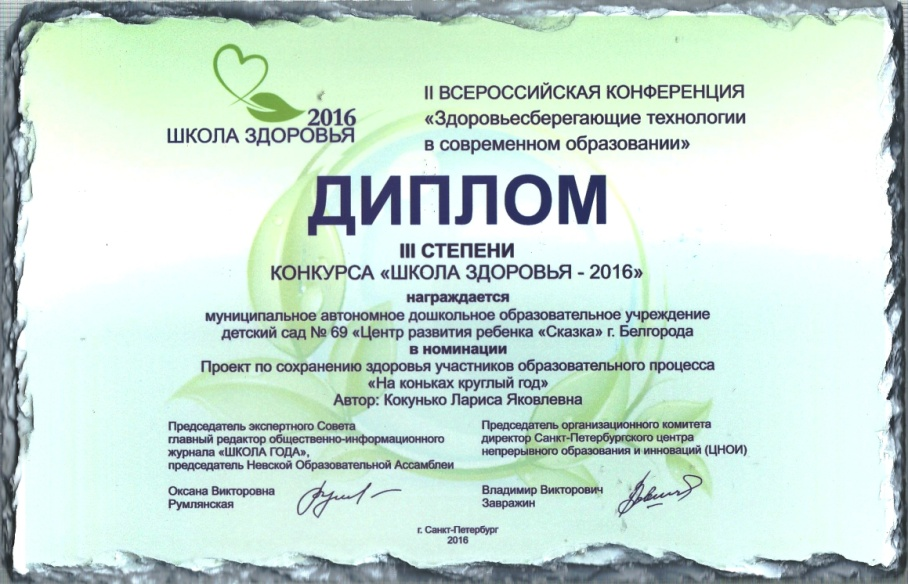 2016
ШКОЛА ЗДОРОВЬЯ
II ВСЕРОССИЙСКАЯ КОНФЕРЕНЦИЯ
«Здоровьесберегающие технологии
в современном образовании»
ДИПЛОМ
III СТЕПЕНИ
КОНКУРСА «ШКОЛА ЗДОРОВЬЯ - 2016»
награждается
муниципальное автономное дошкольное образовательное учреждение
детский сад № 69 «Центр развития ребенка «Сказка» г. Белгорода
в номинации
Проект по сохранению здоровья участников образовательного процесса
«На коньках круглый год»
Автор: Кокунько Лариса Яковлевна
Председатель экспертного Совета
главный редактор общественно-информационного
журнала «ШКОЛА ГОДА»,
председатель Невской Образовательной Ассамблеи
Оксана Викторовна
Румлянская
Председатель организационного комитета
директор Санкт-Петербургского центра
непрерывного образования и инноваций (ЦНОИ)
Владимир Викторович
Завражин
г. Санкт-Петербург
2016